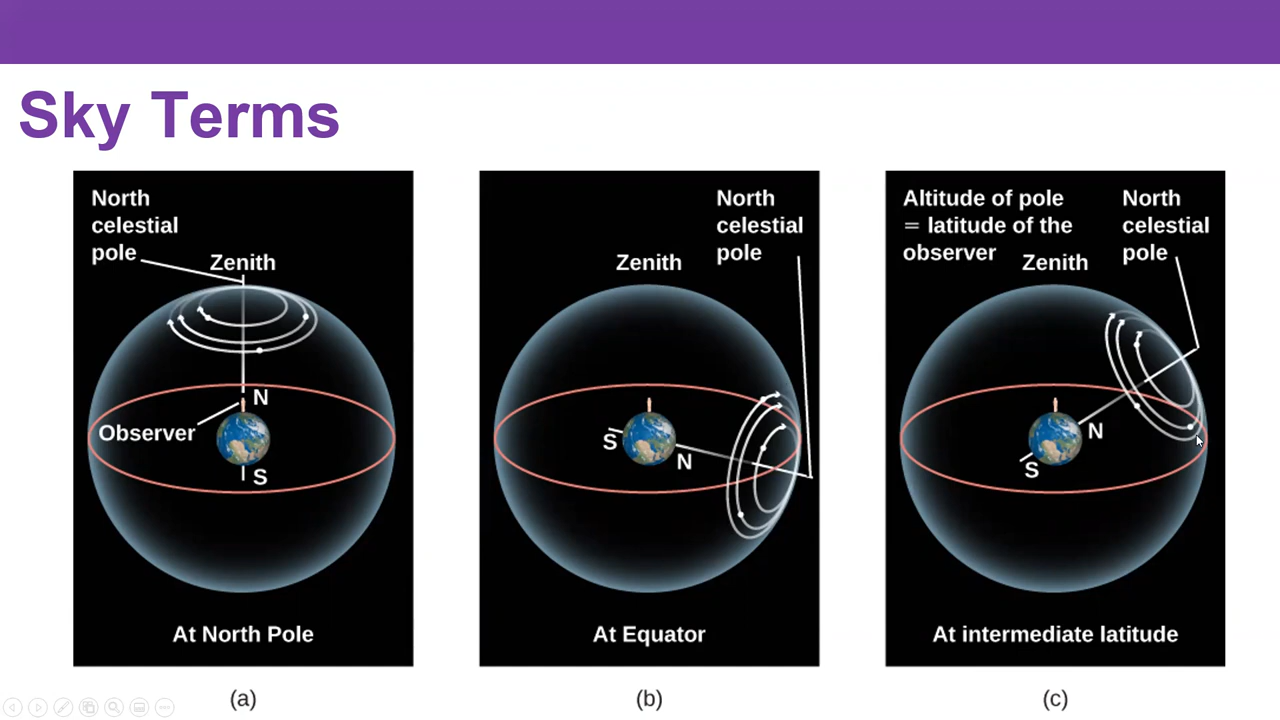 Sky Terms
North
celestial
pole
Zenith
N
Observer
S
At North Pole
(a)
North
celestial
pole
Zenith
S
N
At Equator
(b)
Altitude of pole
= latitude of the
observer
North
celestial
pole
Zenith
N
S
At intermediate latitude
(c)